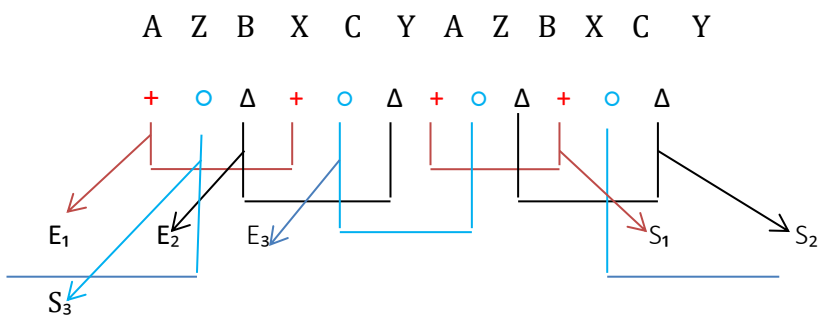 A Z B X C Y A Z B X C Y
+ o Δ + o Δ + o Δ + o Δ
E₁ E₂ E₃ S₁ S₂
S₃